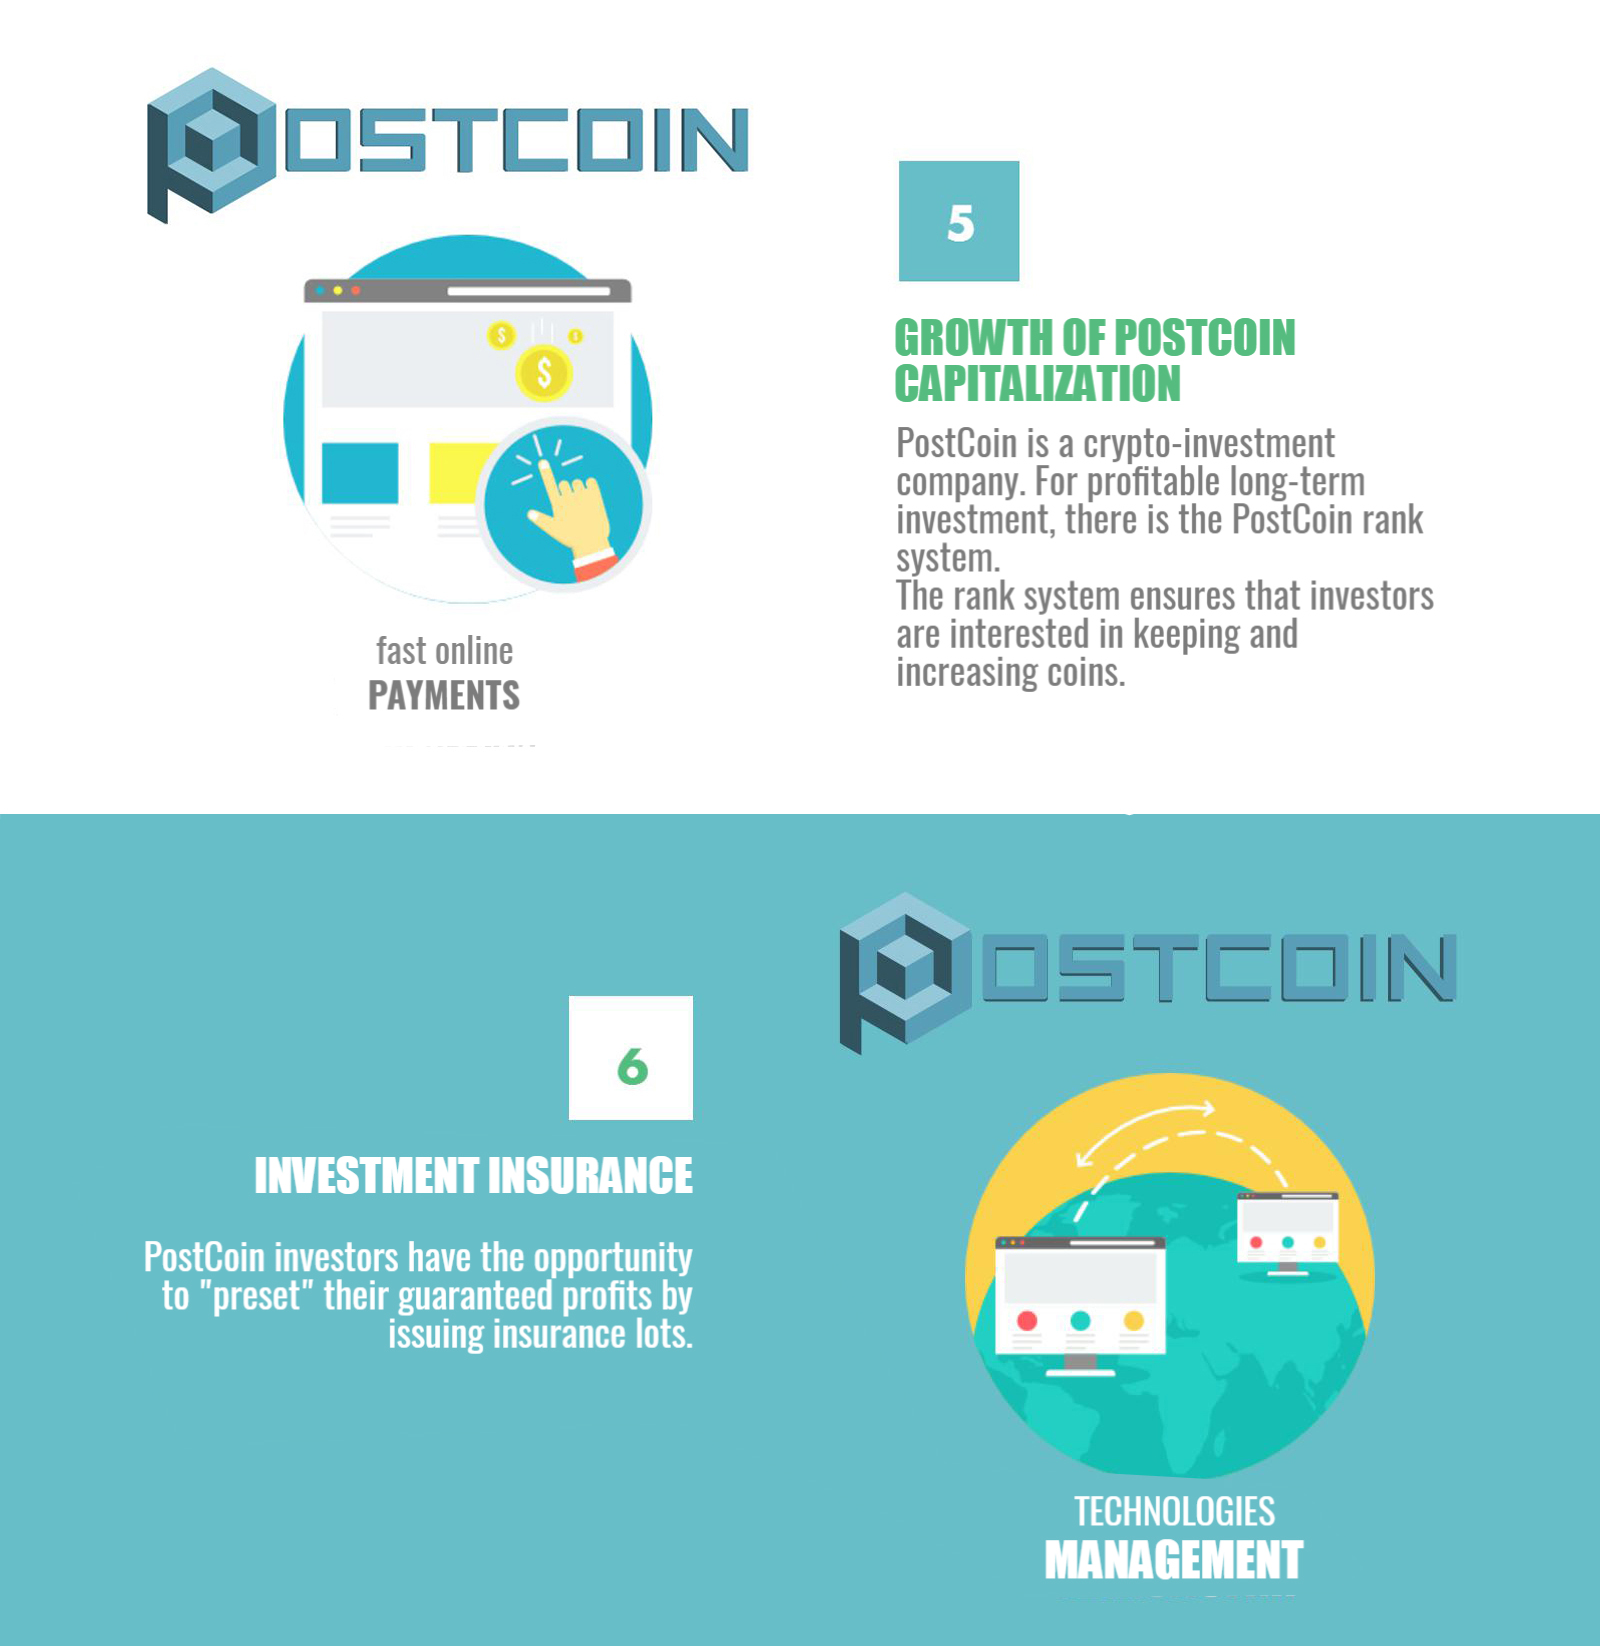 POSTCOIN
fast online
PAYMENTS
5
GROWTH OF POSTCOIN
CAPITALIZATION
PostCoin is a crypto-investment
company. For profitable long-term
investment, there is the PostCoin rank
system.
The rank system ensures that investors
are interested in keeping and
increasing coins.
6
INVESTMENT INSURANCE
PostCoin investors have the opportunity
to "preset" their guaranteed profits by
issuing insurance lots.
POSTCOIN
TECHNOLOGIES
MANAGEMENT